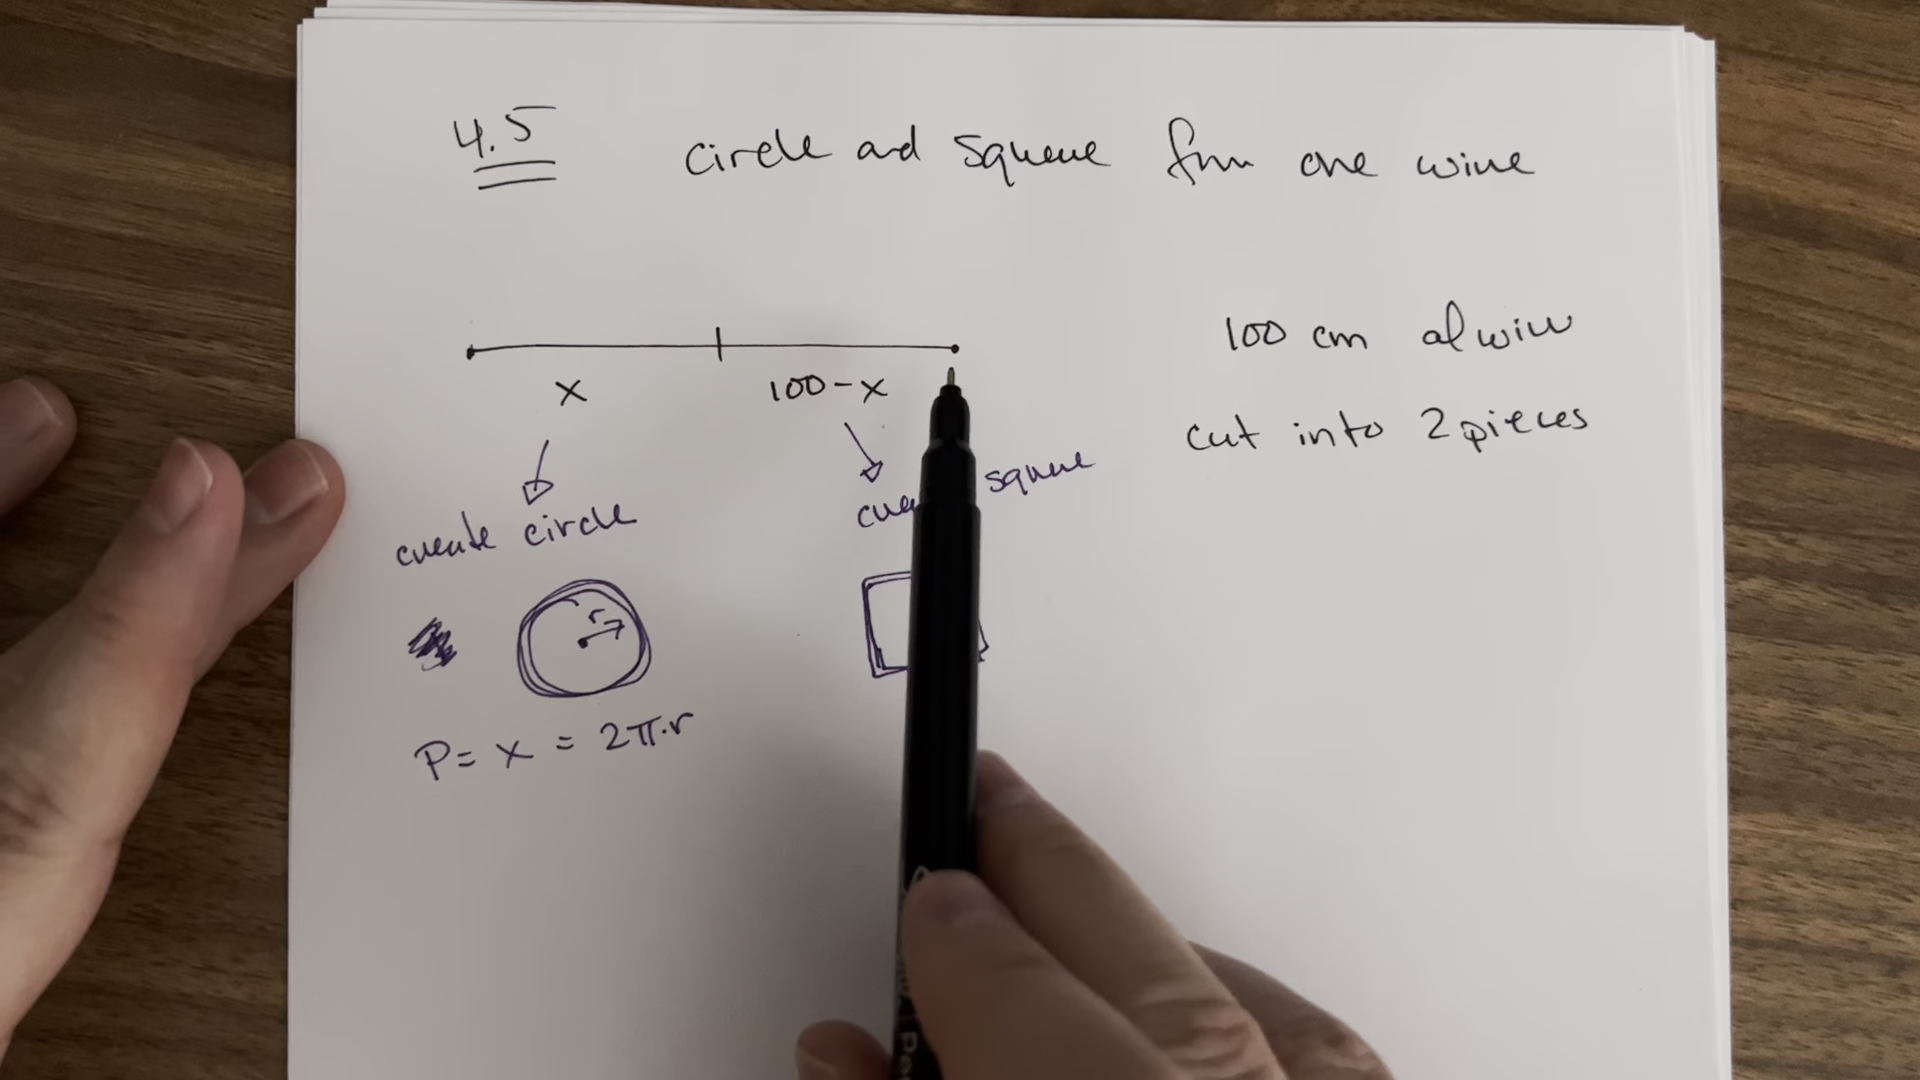 4.5 circle and square from one wire
100 cm of wire
x 100-x
cut into 2 pieces
create circle
square
r
P = x = 2π·r